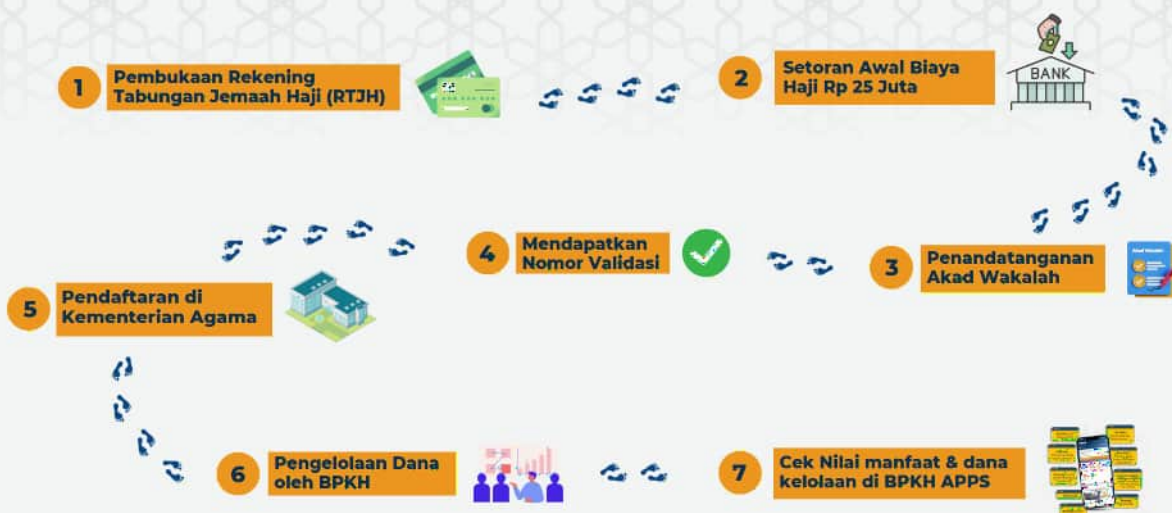 1
Pembukaan Rekening
Tabungan Jemaah Haji (RTJH)
2
Setoran Awal Biaya
Haji Rp 25 Juta
BANK
3
Penandatanganan
Akad Wakalah
4
Mendapatkan
Nomor Validasi
5
Pendaftaran di
Kementerian Agama
6
Pengelolaan Dana
oleh BPKH
7
Cek Nilai manfaat & dana
kelolaan di BPKH APPS